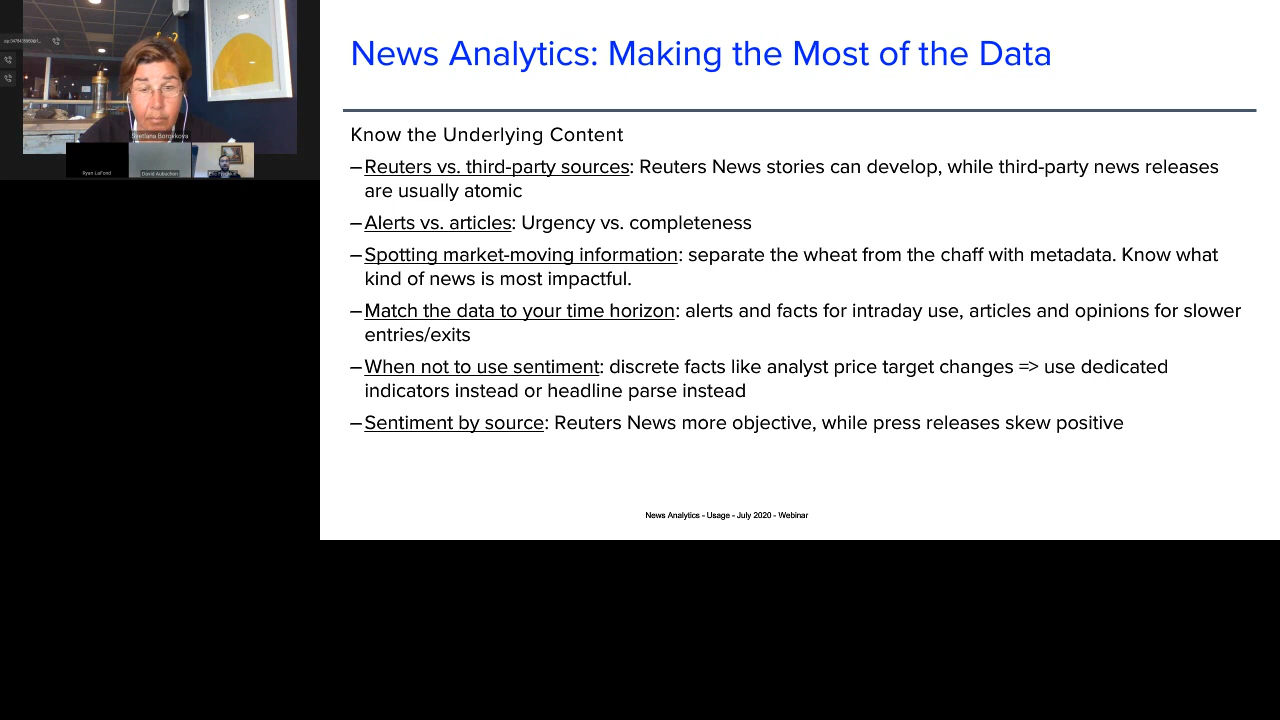 Svetlana Borovkova
Ryan LaFond
David Aubuchon
News Analytics: Making the Most of the Data
Know the Underlying Content
–Reuters vs. third-party sources: Reuters News stories can develop, while third-party news releases
are usually atomic
–Alerts vs. articles: Urgency vs. completeness
–Spotting market-moving information: separate the wheat from the chaff with metadata. Know what
kind of news is most impactful.
–Match the data to your time horizon: alerts and facts for intraday use, articles and opinions for slower
entries/exits
–When not to use sentiment: discrete facts like analyst price target changes => use dedicated
indicators instead or headline parse instead
–Sentiment by source: Reuters News more objective, while press releases skew positive
News Analytics - Usage - July 2020 - Webinar